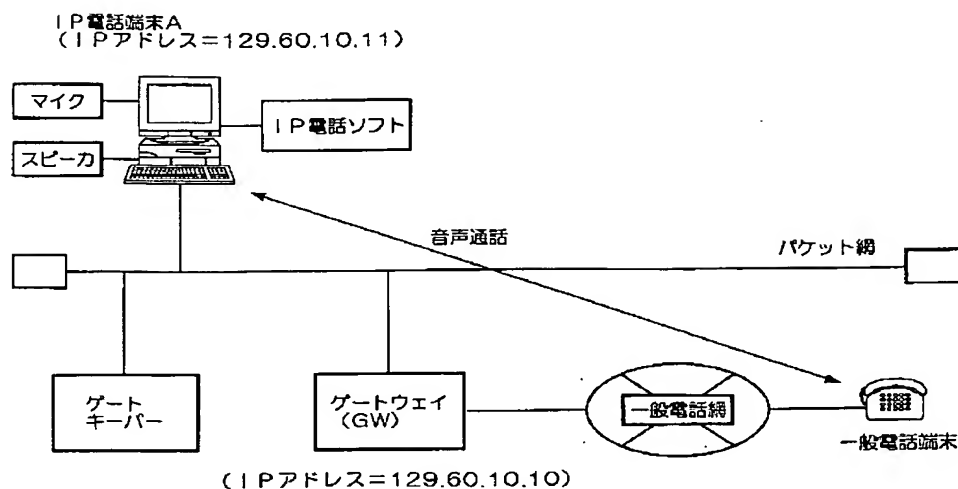 IP電話端末A
(IPアドレス=129.60.10.11)
マイク
IP電話ソフト
スピーカ
音声通話
パケット網
ゲート
キーパー
ゲートウェイ
(GW)
一般電話網
一般電話端末
(IPアドレス=129.60.10.10)